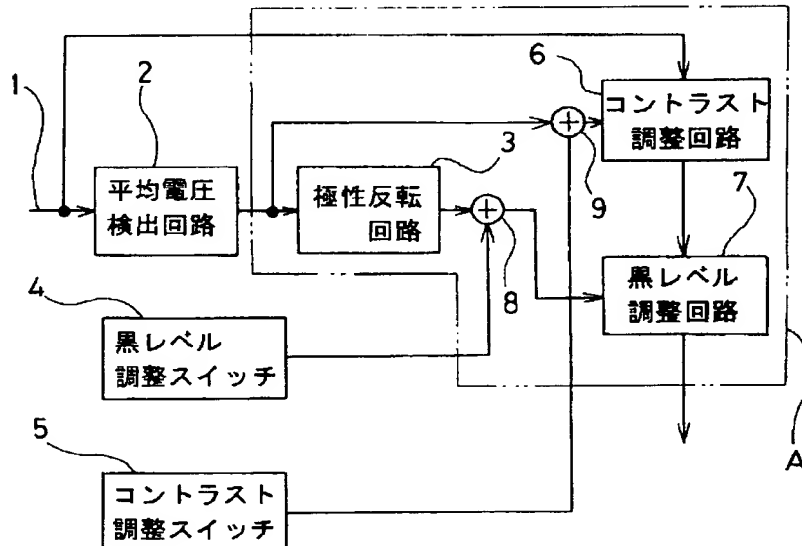 1
2
平均電圧
検出回路
3
極性反転
回路
6
コントラスト
調整回路
9
8
7
黒レベル
調整回路
4
黒レベル
調整スイッチ
A
5
コントラスト
調整スイッチ